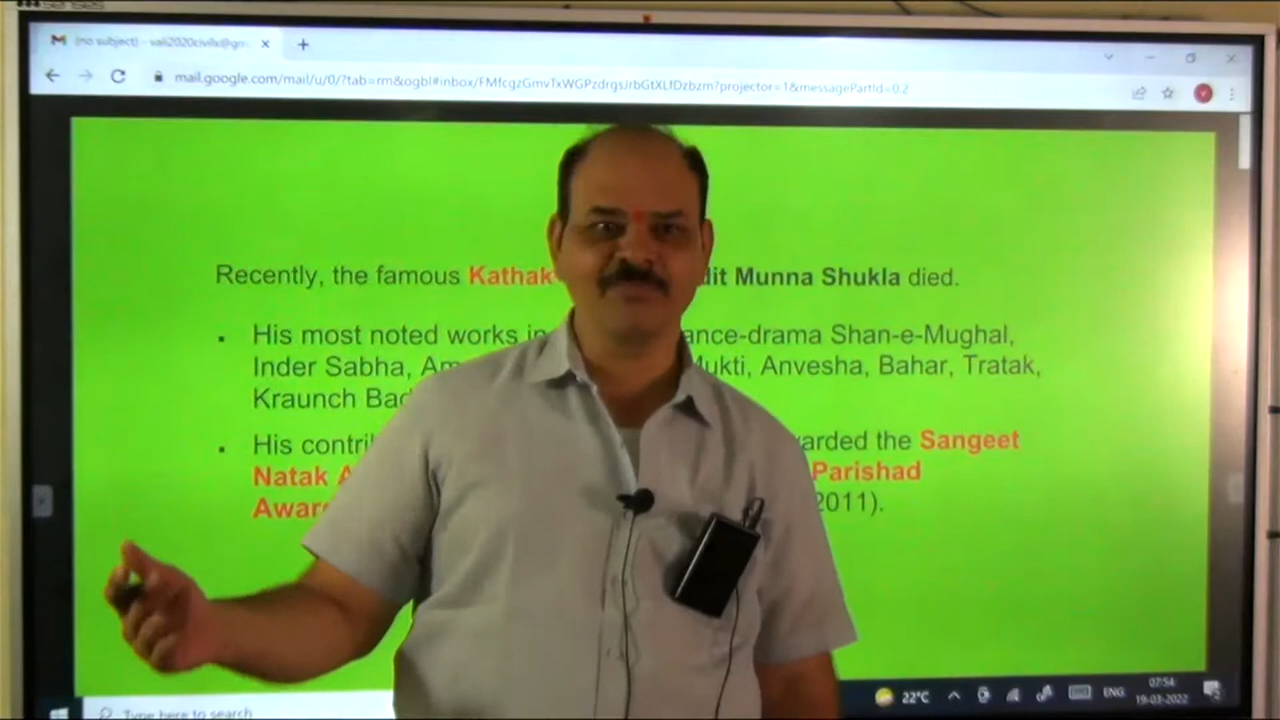 (no subject) - vali2020civils@gm
mail.google.com/mail/u/0/?tab=rm&ogbl#inbox/FMfcgzGmvTxWGPzdrgsJrbGtXLfDzbzm?projector=1&messagePartId=0.2
Recently, the famous Kathak dit Munna Shukla died.
His most noted works in ance-drama Shan-e-Mughal,
Inder Sabha, Am Mukti, Anvesha, Bahar, Tratak,
Kraunch Bad
His contri warded the Sangeet
Natak A Parishad
Awar 2011).
Type here to search
22°C
ENG
07:54
19-03-2022